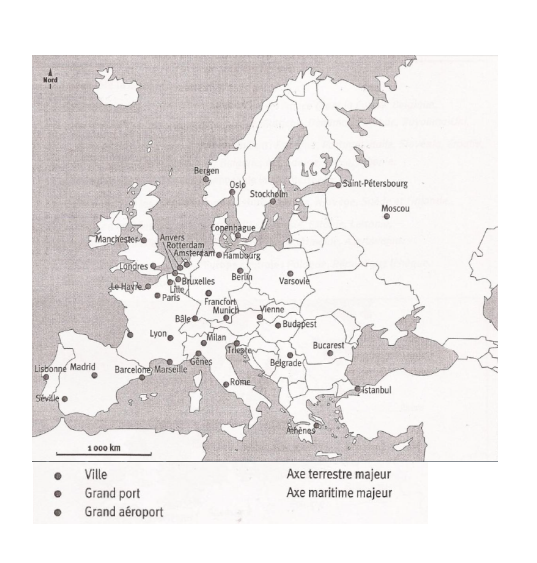 Nord
Bergen
Oslo
Stockholm
Saint-Pétersbourg
Moscou
Copenhague
Manchester
Anvers
Rotterdam
Amsterdam
Hambourg
Londres
Berlin
Varsovie
Le Havre
Lille
Bruxelles
Paris
Francfort
Munich
Vienne
Bâle
Budapest
Lyon
Milan
Trieste
Bucarest
Belgrade
Gênes
Lisbonne
Madrid
Barcelone
Marseille
Rome
Istanbul
Séville
Athènes
1 000 km
Ville
Axe terrestre majeur
Grand port
Axe maritime majeur
Grand aéroport